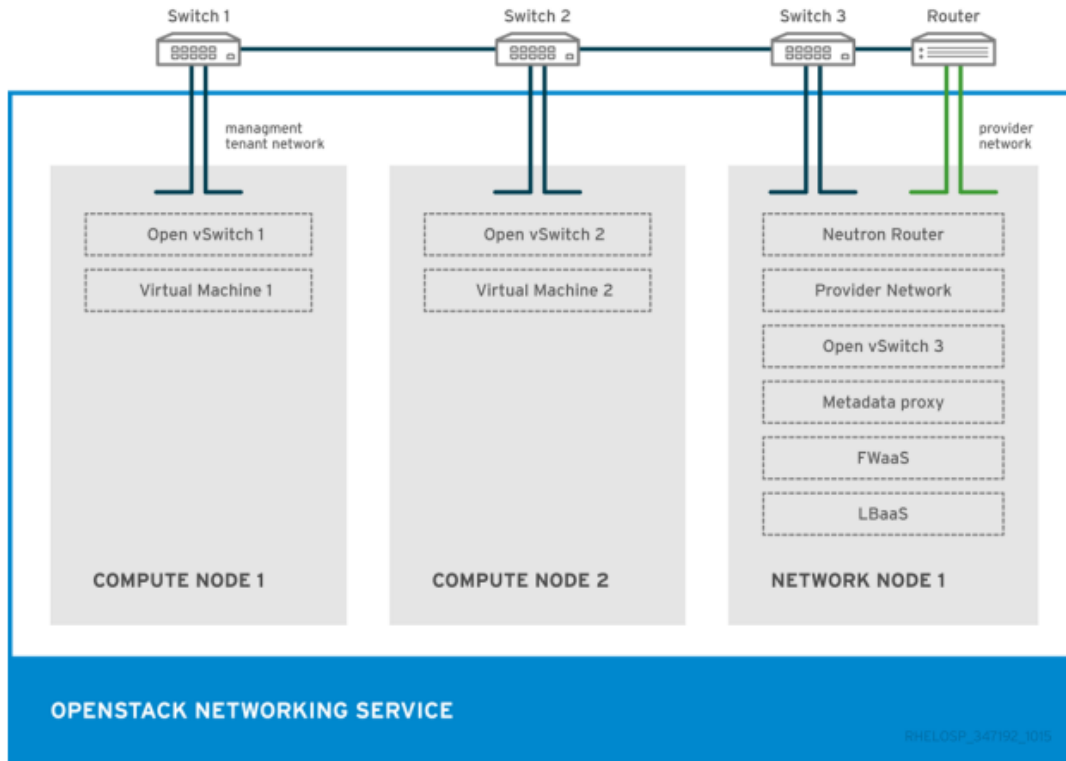 Switch 1
Switch 2
Switch 3
Router
managment
tenant network
provider
network
Open vSwitch 1
Virtual Machine 1
COMPUTE NODE 1
Open vSwitch 2
Virtual Machine 2
COMPUTE NODE 2
Neutron Router
Provider Network
Open vSwitch 3
Metadata proxy
FWaaS
LBaaS
NETWORK NODE 1
OPENSTACK NETWORKING SERVICE
RHELOSP_347192_1015